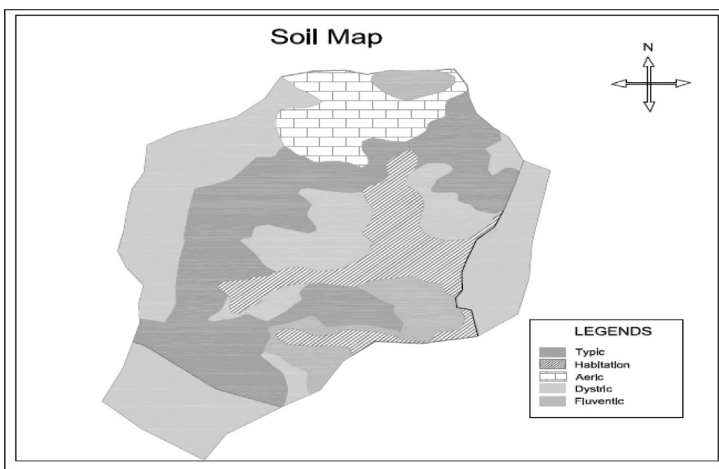 Soil Map
N
LEGENDS
Typic
Habitation
Aeric
Dystric
Fluventic